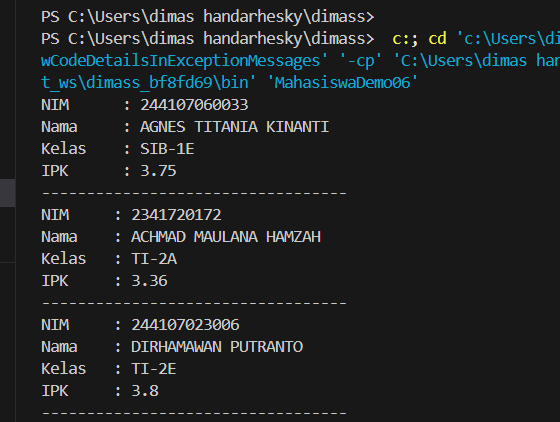 PS C:\Users\dimas handarhesky\dimass>
PS C:\Users\dimas handarhesky\dimass>  c:; cd 'c:\Users\di
wCodeDetailsInExceptionMessages' '-cp' 'C:\Users\dimas han
t_ws\dimass_bf8fd69\bin' 'MahasiswaDemo06'
NIM      : 244107060033
Nama     : AGNES TITANIA KINANTI
Kelas    : SIB-1E
IPK      : 3.75
----------------------------------
NIM     : 2341720172
Nama    : ACHMAD MAULANA HAMZAH
Kelas   : TI-2A
IPK     : 3.36
----------------------------------
NIM     : 244107023006
Nama    : DIRHAMAWAN PUTRANTO
Kelas   : TI-2E
IPK     : 3.8
----------------------------------